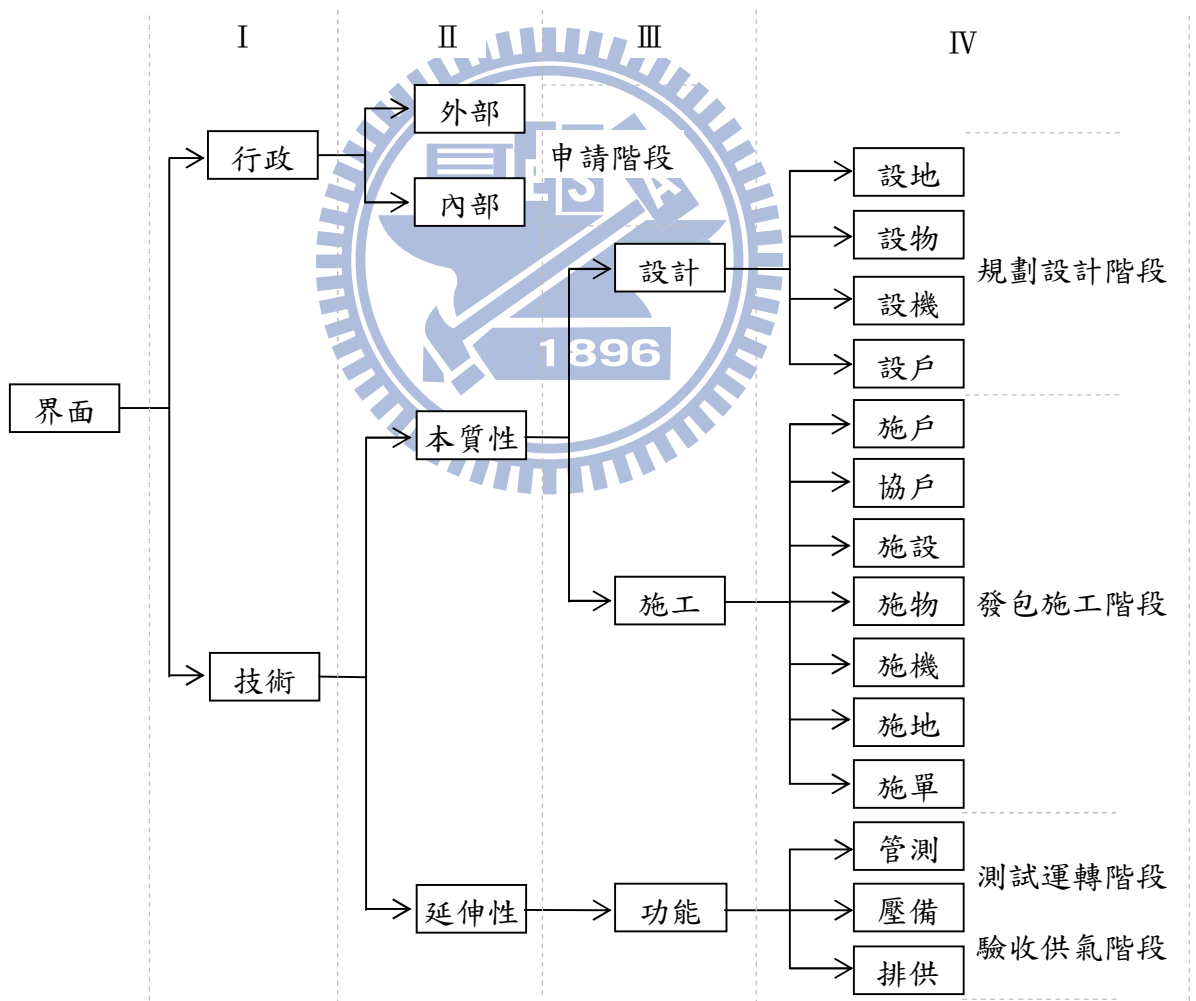 I
II
III
IV
外部
行政
申請階段
內部
設地
設物
規劃設計階段
設計
設機
設戶
1896
界面
本質性
施戶
協戶
施設
施工
施物
發包施工階段
技術
施機
施地
施單
管測
測試運轉階段
延伸性
功能
壓備
驗收供氣階段
排供